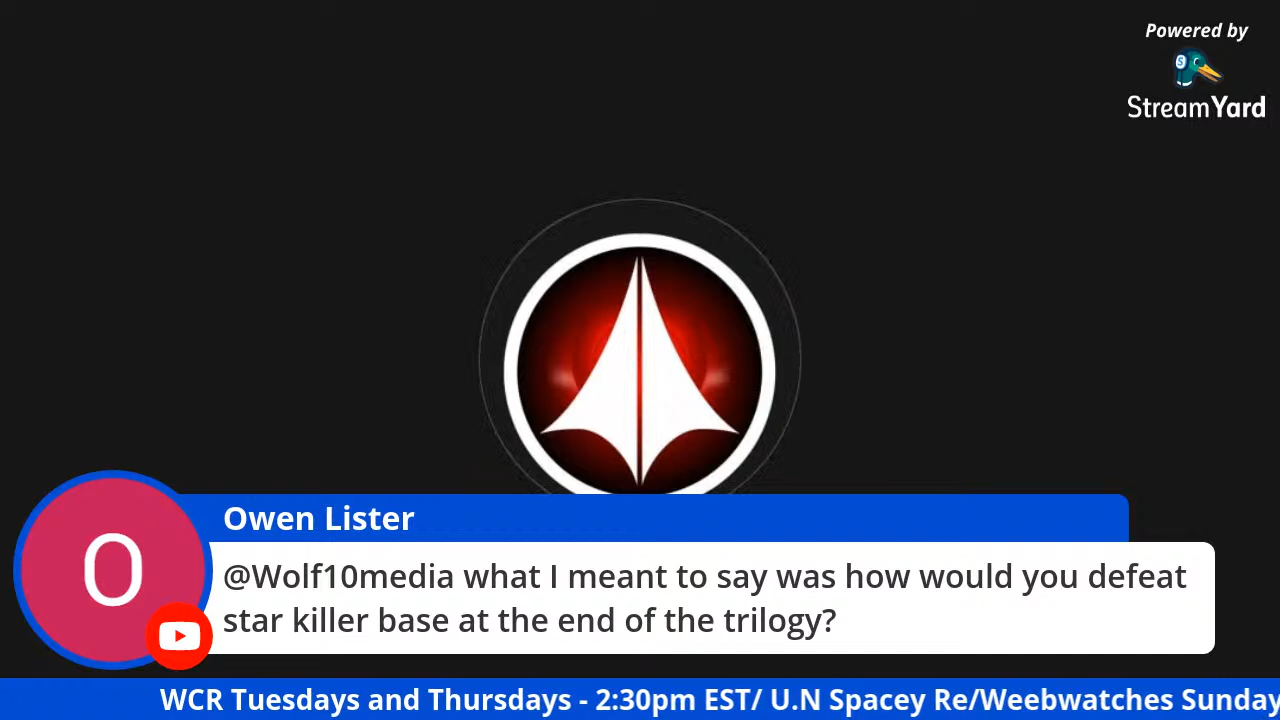 Powered by
S
StreamYard
Owen Lister
O
@Wolf10media what I meant to say was how would you defeat
star killer base at the end of the trilogy?
WCR Tuesdays and Thursdays - 2:30pm EST/ U.N Spacey Re/Weebwatches Sunday